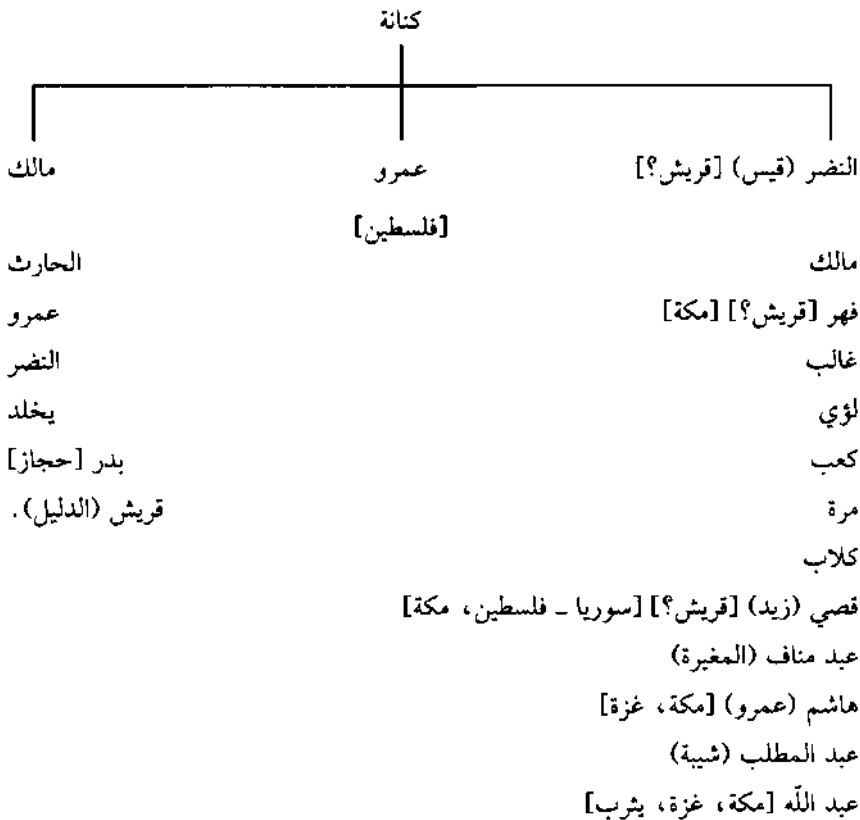 كنانة
النضر (قيس) [قريش؟] عمرو مالك
[فلسطين]
مالك الحارث
فهر [قريش؟] [مكة] عمرو
غالب النضر
لؤي يخلد
كعب بدر [حجاز]
مرة قريش (الدليل).
كلاب
قصي (زيد) [قريش؟] [سوريا ـ فلسطين، مكة]
عبد مناف (المغيرة)
هاشم (عمرو) [مكة، غزة]
عبد المطلب (شيبة)
عبد اللّه [مكة، غزة، يثرب]